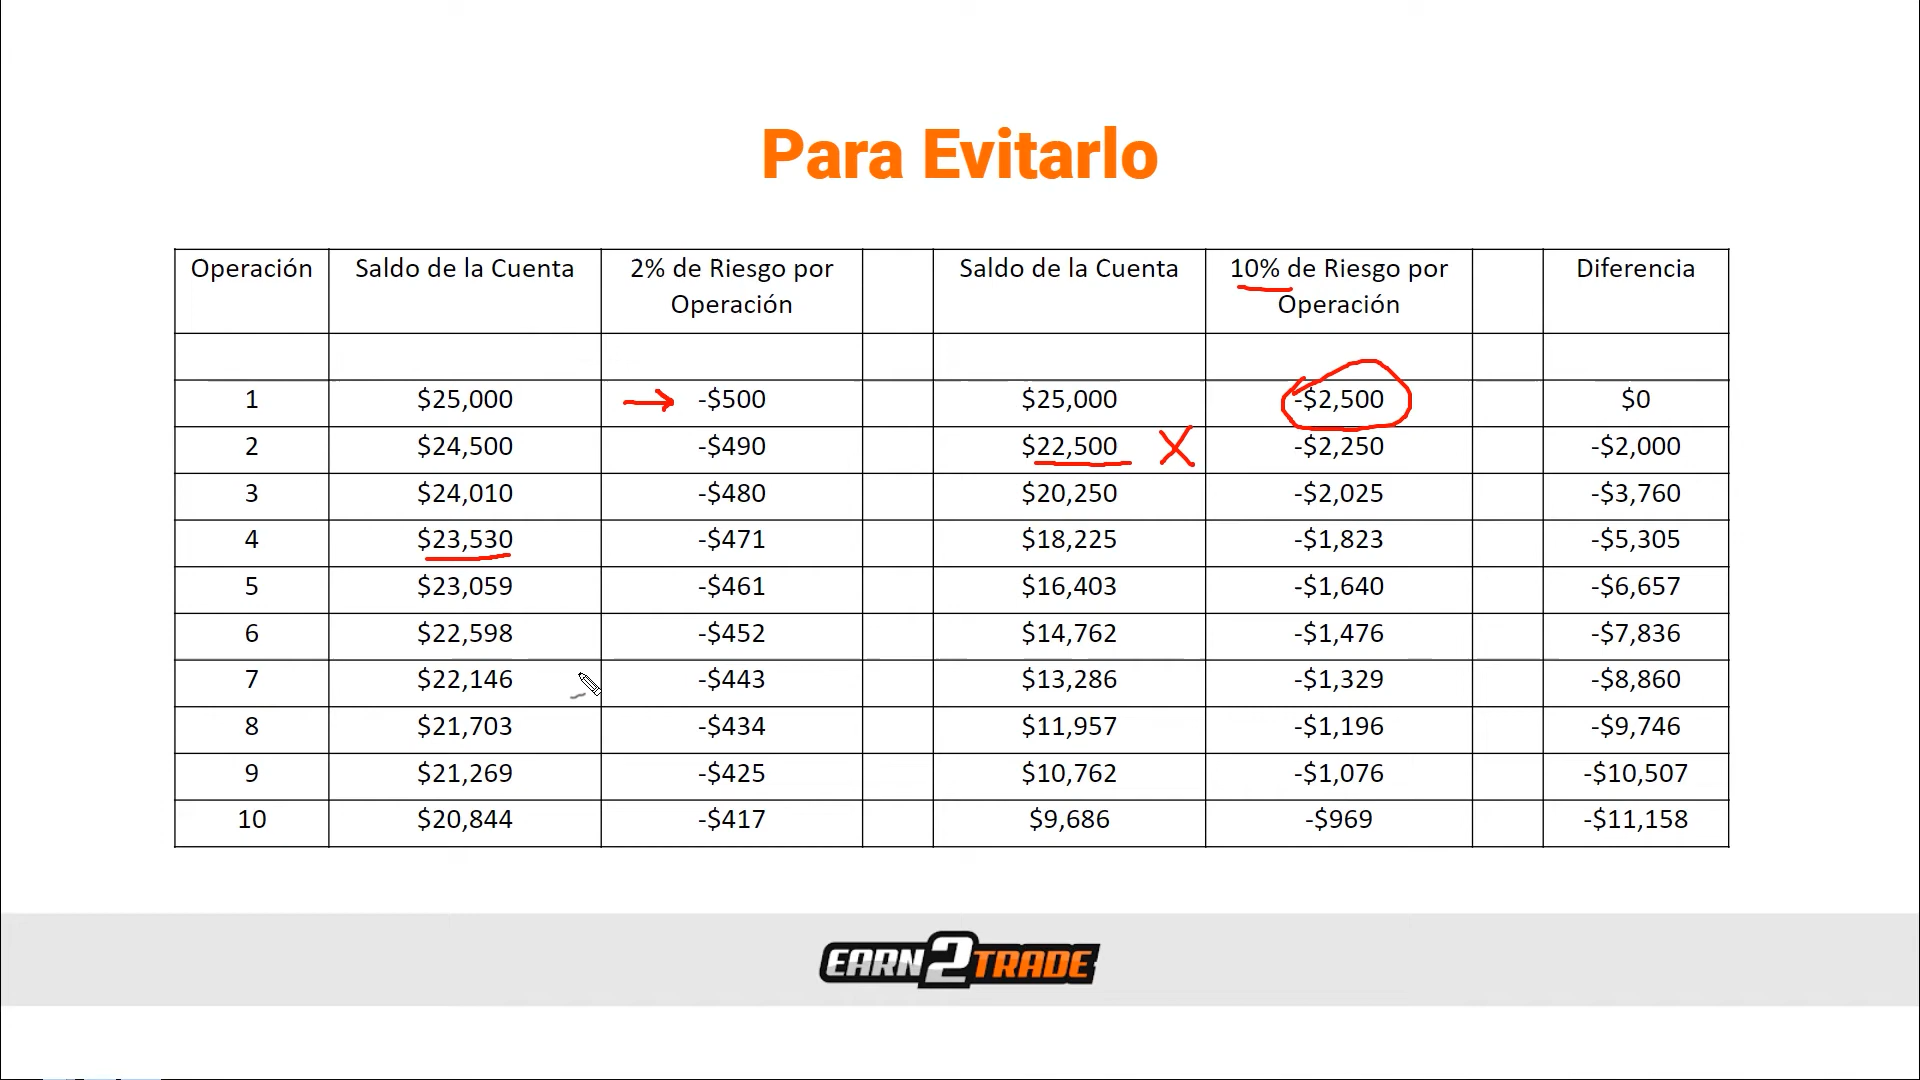 Para Evitarlo
Operación Saldo de la Cuenta 2% de Riesgo por Operación Saldo de la Cuenta 10% de Riesgo por Operación Diferencia
1 $25,000 -$500 $25,000 -$2,500 $0
2 $24,500 -$490 $22,500 X -$2,250 -$2,000
3 $24,010 -$480 $20,250 -$2,025 -$3,760
4 $23,530 -$471 $18,225 -$1,823 -$5,305
5 $23,059 -$461 $16,403 -$1,640 -$6,657
6 $22,598 -$452 $14,762 -$1,476 -$7,836
7 $22,146 -$443 $13,286 -$1,329 -$8,860
8 $21,703 -$434 $11,957 -$1,196 -$9,746
9 $21,269 -$425 $10,762 -$1,076 -$10,507
10 $20,844 -$417 $9,686 -$969 -$11,158
EARN2TRADE